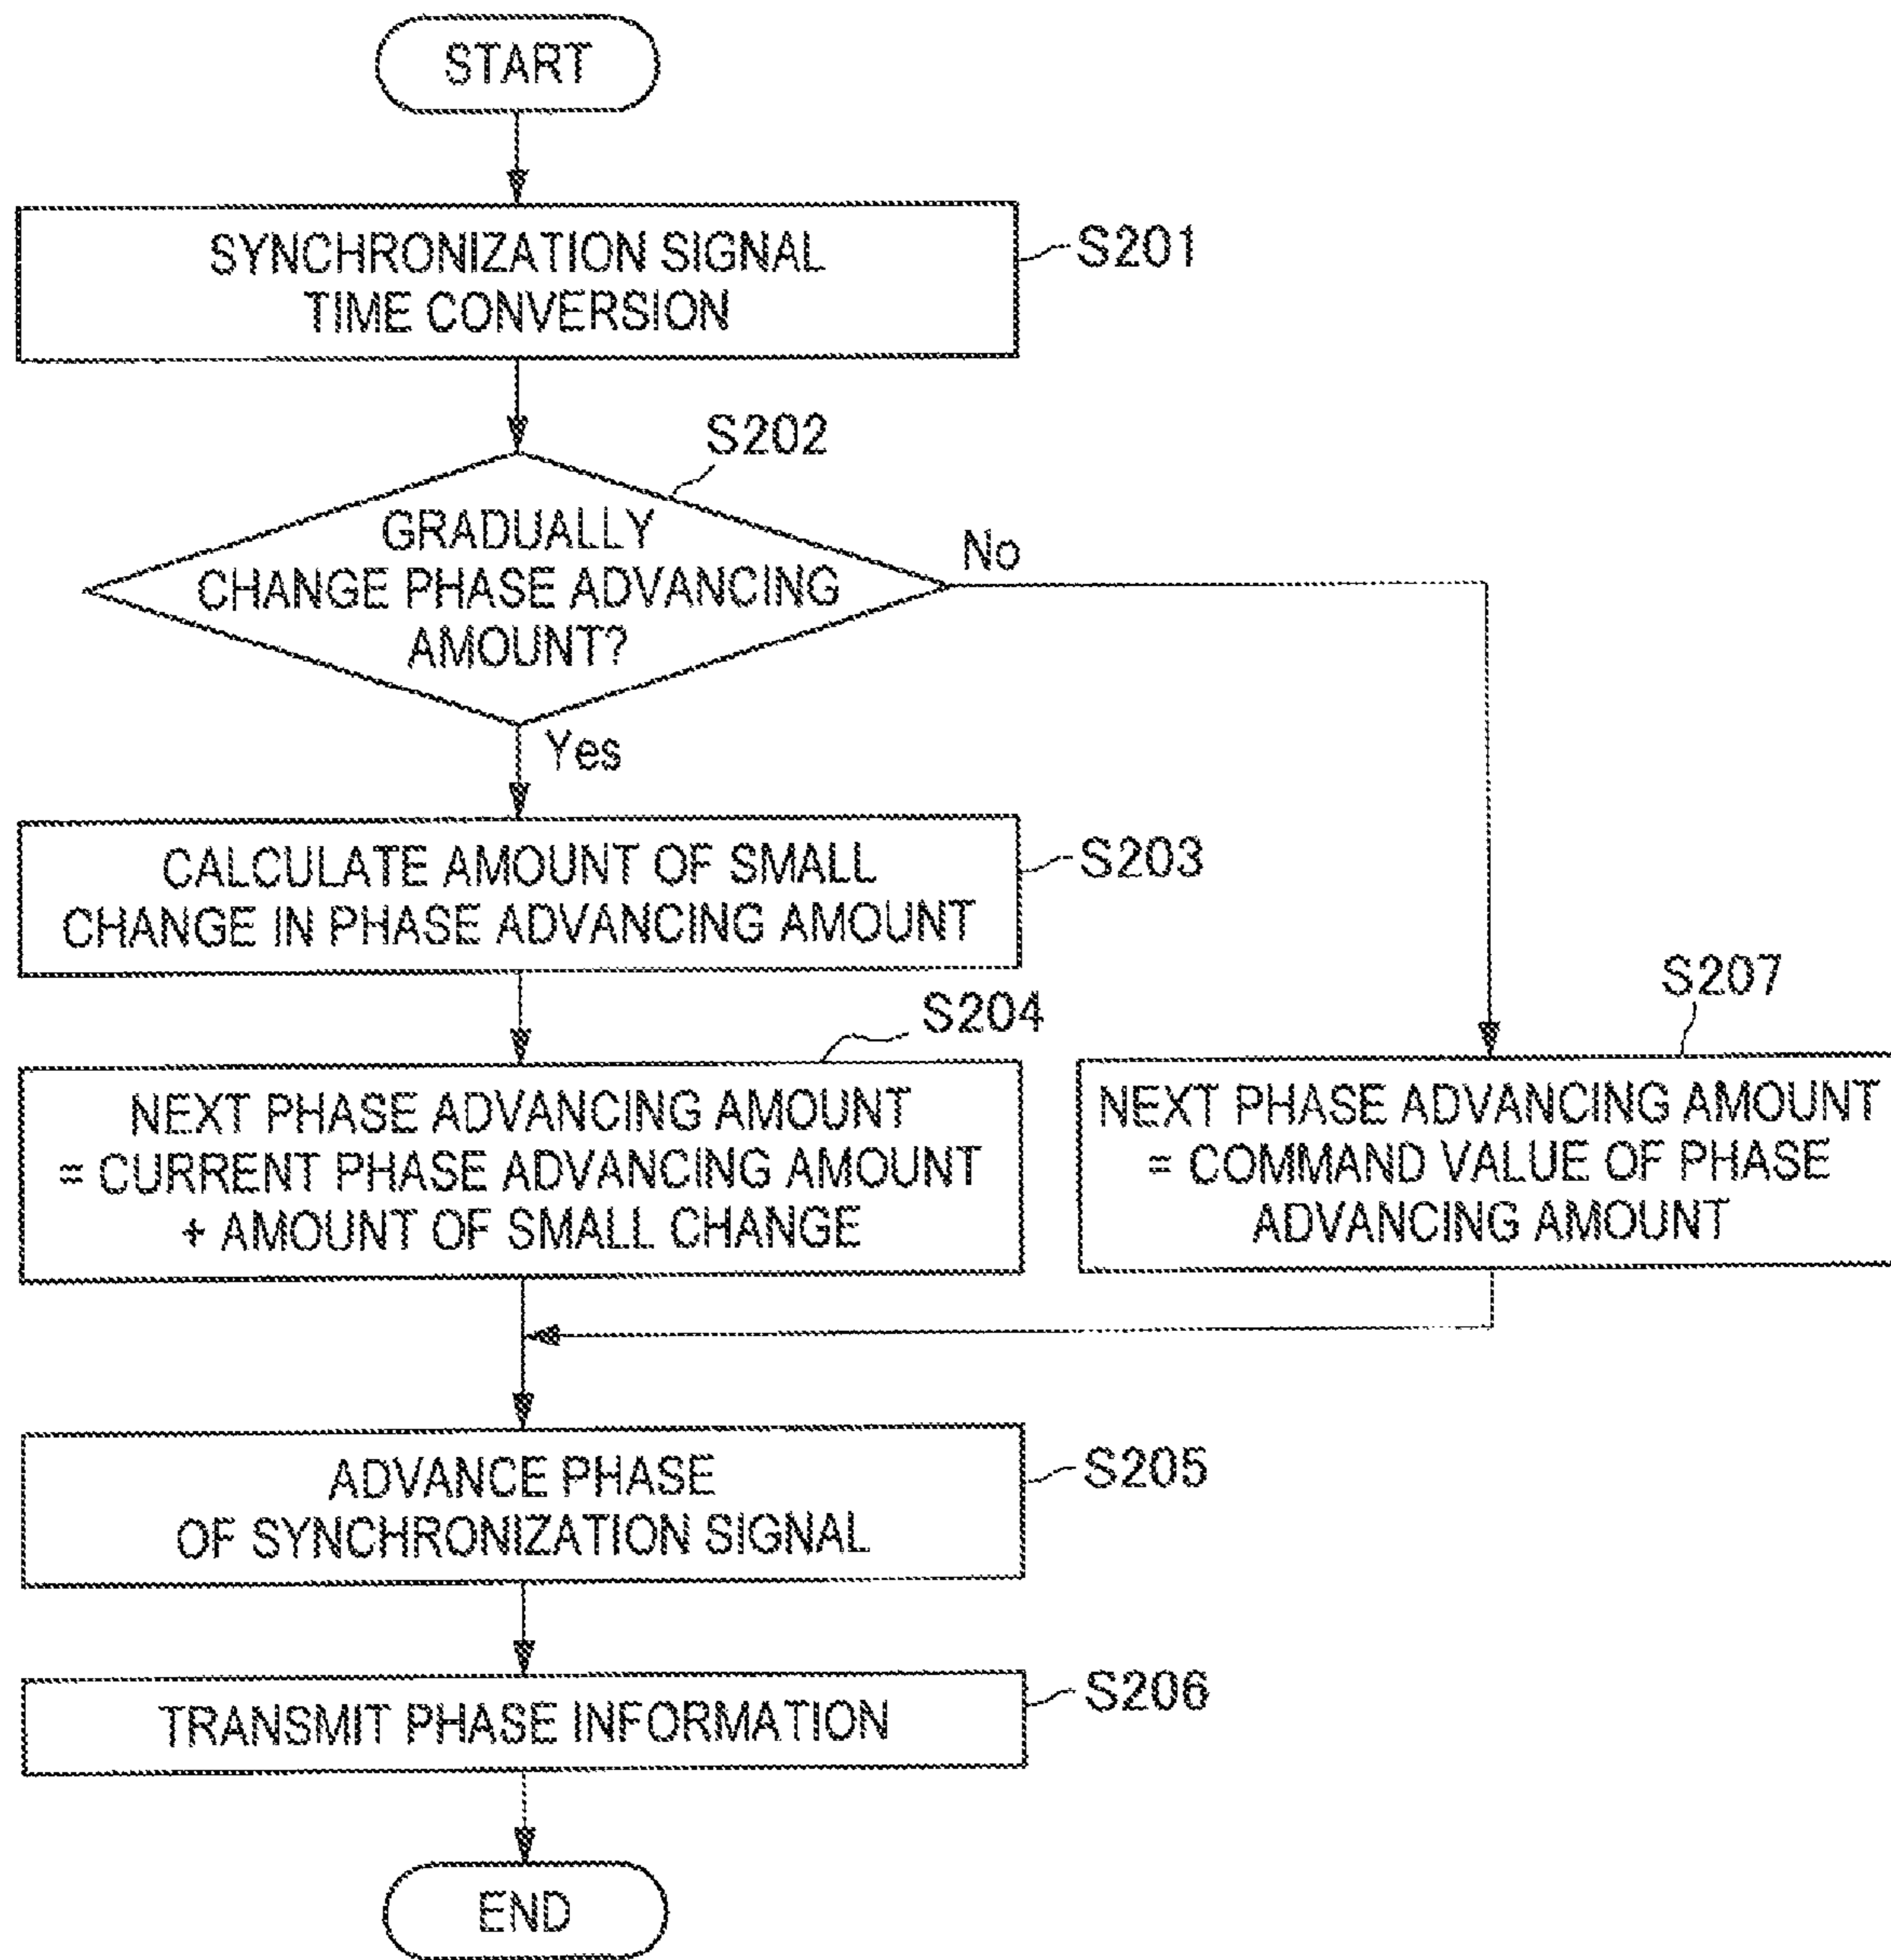 START
SYNCHRONIZATION SIGNAL
TIME CONVERSION
S201
S202
GRADUALLY
CHANGE PHASE ADVANCING
AMOUNT?
No
Yes
CALCULATE AMOUNT OF SMALL
CHANGE IN PHASE ADVANCING AMOUNT
S203
S204
NEXT PHASE ADVANCING AMOUNT
= CURRENT PHASE ADVANCING AMOUNT
+ AMOUNT OF SMALL CHANGE
S207
NEXT PHASE ADVANCING AMOUNT
= COMMAND VALUE OF PHASE
ADVANCING AMOUNT
ADVANCE PHASE
OF SYNCHRONIZATION SIGNAL
S205
TRANSMIT PHASE INFORMATION
S206
END